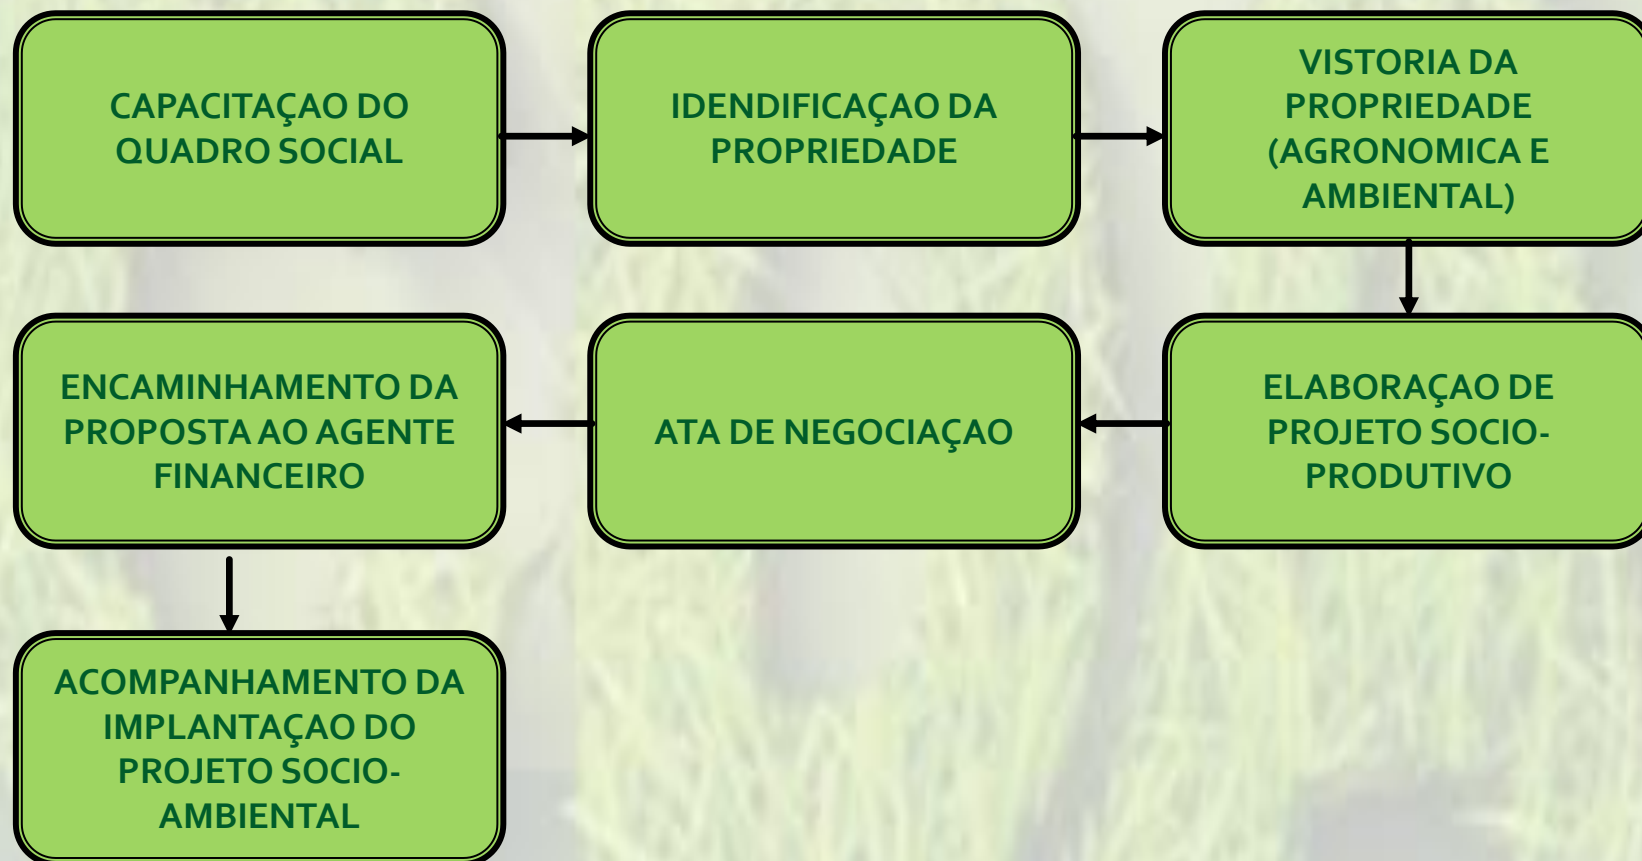 CAPACITAÇAO DO
QUADRO SOCIAL
IDENDIFICAÇAO DA
PROPRIEDADE
VISTORIA DA
PROPRIEDADE
(AGRONOMICA E
AMBIENTAL)
ELABORAÇAO DE
PROJETO SOCIO-
PRODUTIVO
ATA DE NEGOCIAÇAO
ENCAMINHAMENTO DA
PROPOSTA AO AGENTE
FINANCEIRO
ACOMPANHAMENTO DA
IMPLANTAÇAO DO
PROJETO SOCIO-
AMBIENTAL